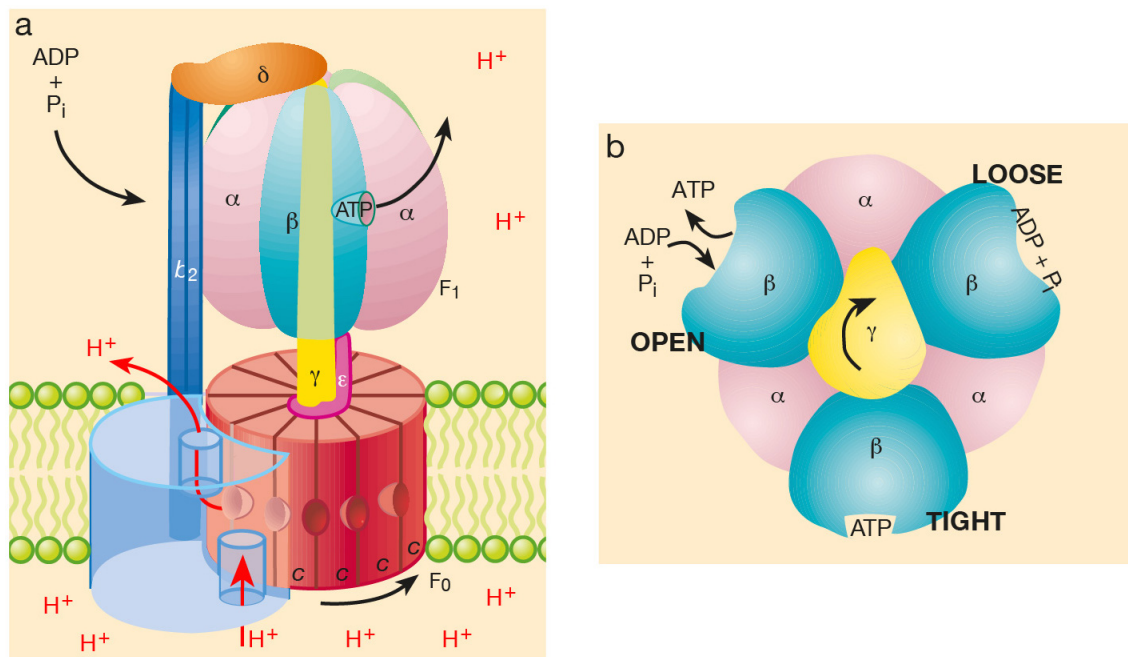 a
ADP
+
Pi
H+
δ
α
β
ATP
α
H+
b2
F1
H+
γ
ε
c
c
c
c
F0
H+
H+
H+
H+
H+
b
LOOSE
ATP
α
ADP
+
Pi
β
β
ADP + Pi
γ
OPEN
α
α
β
ATP
TIGHT